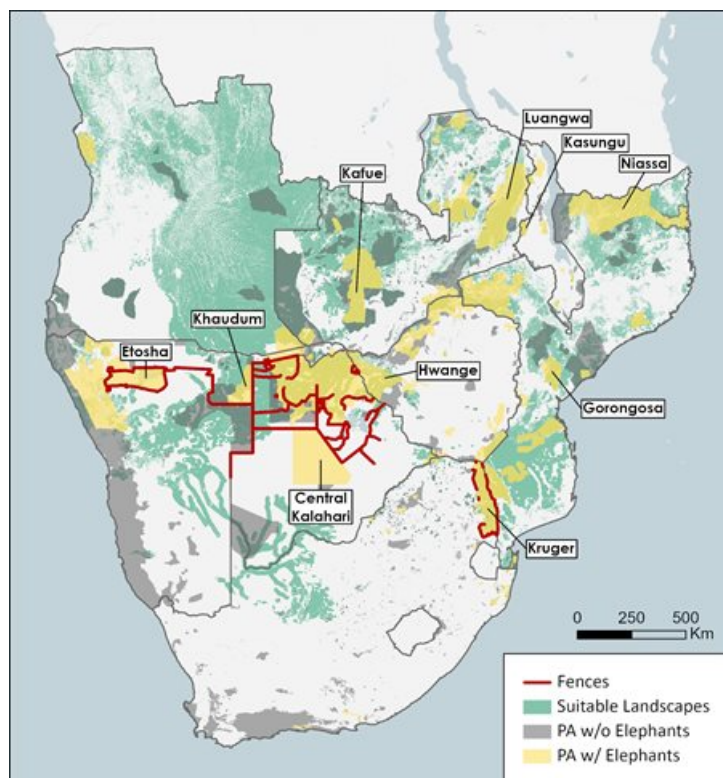 Luangwa
Kasungu
Niassa
Kafue
Khaudum
Etosha
Hwange
Gorongosa
Central
Kalahari
Kruger
0 250 500
Km
Fences
Suitable Landscapes
PA w/o Elephants
PA w/ Elephants